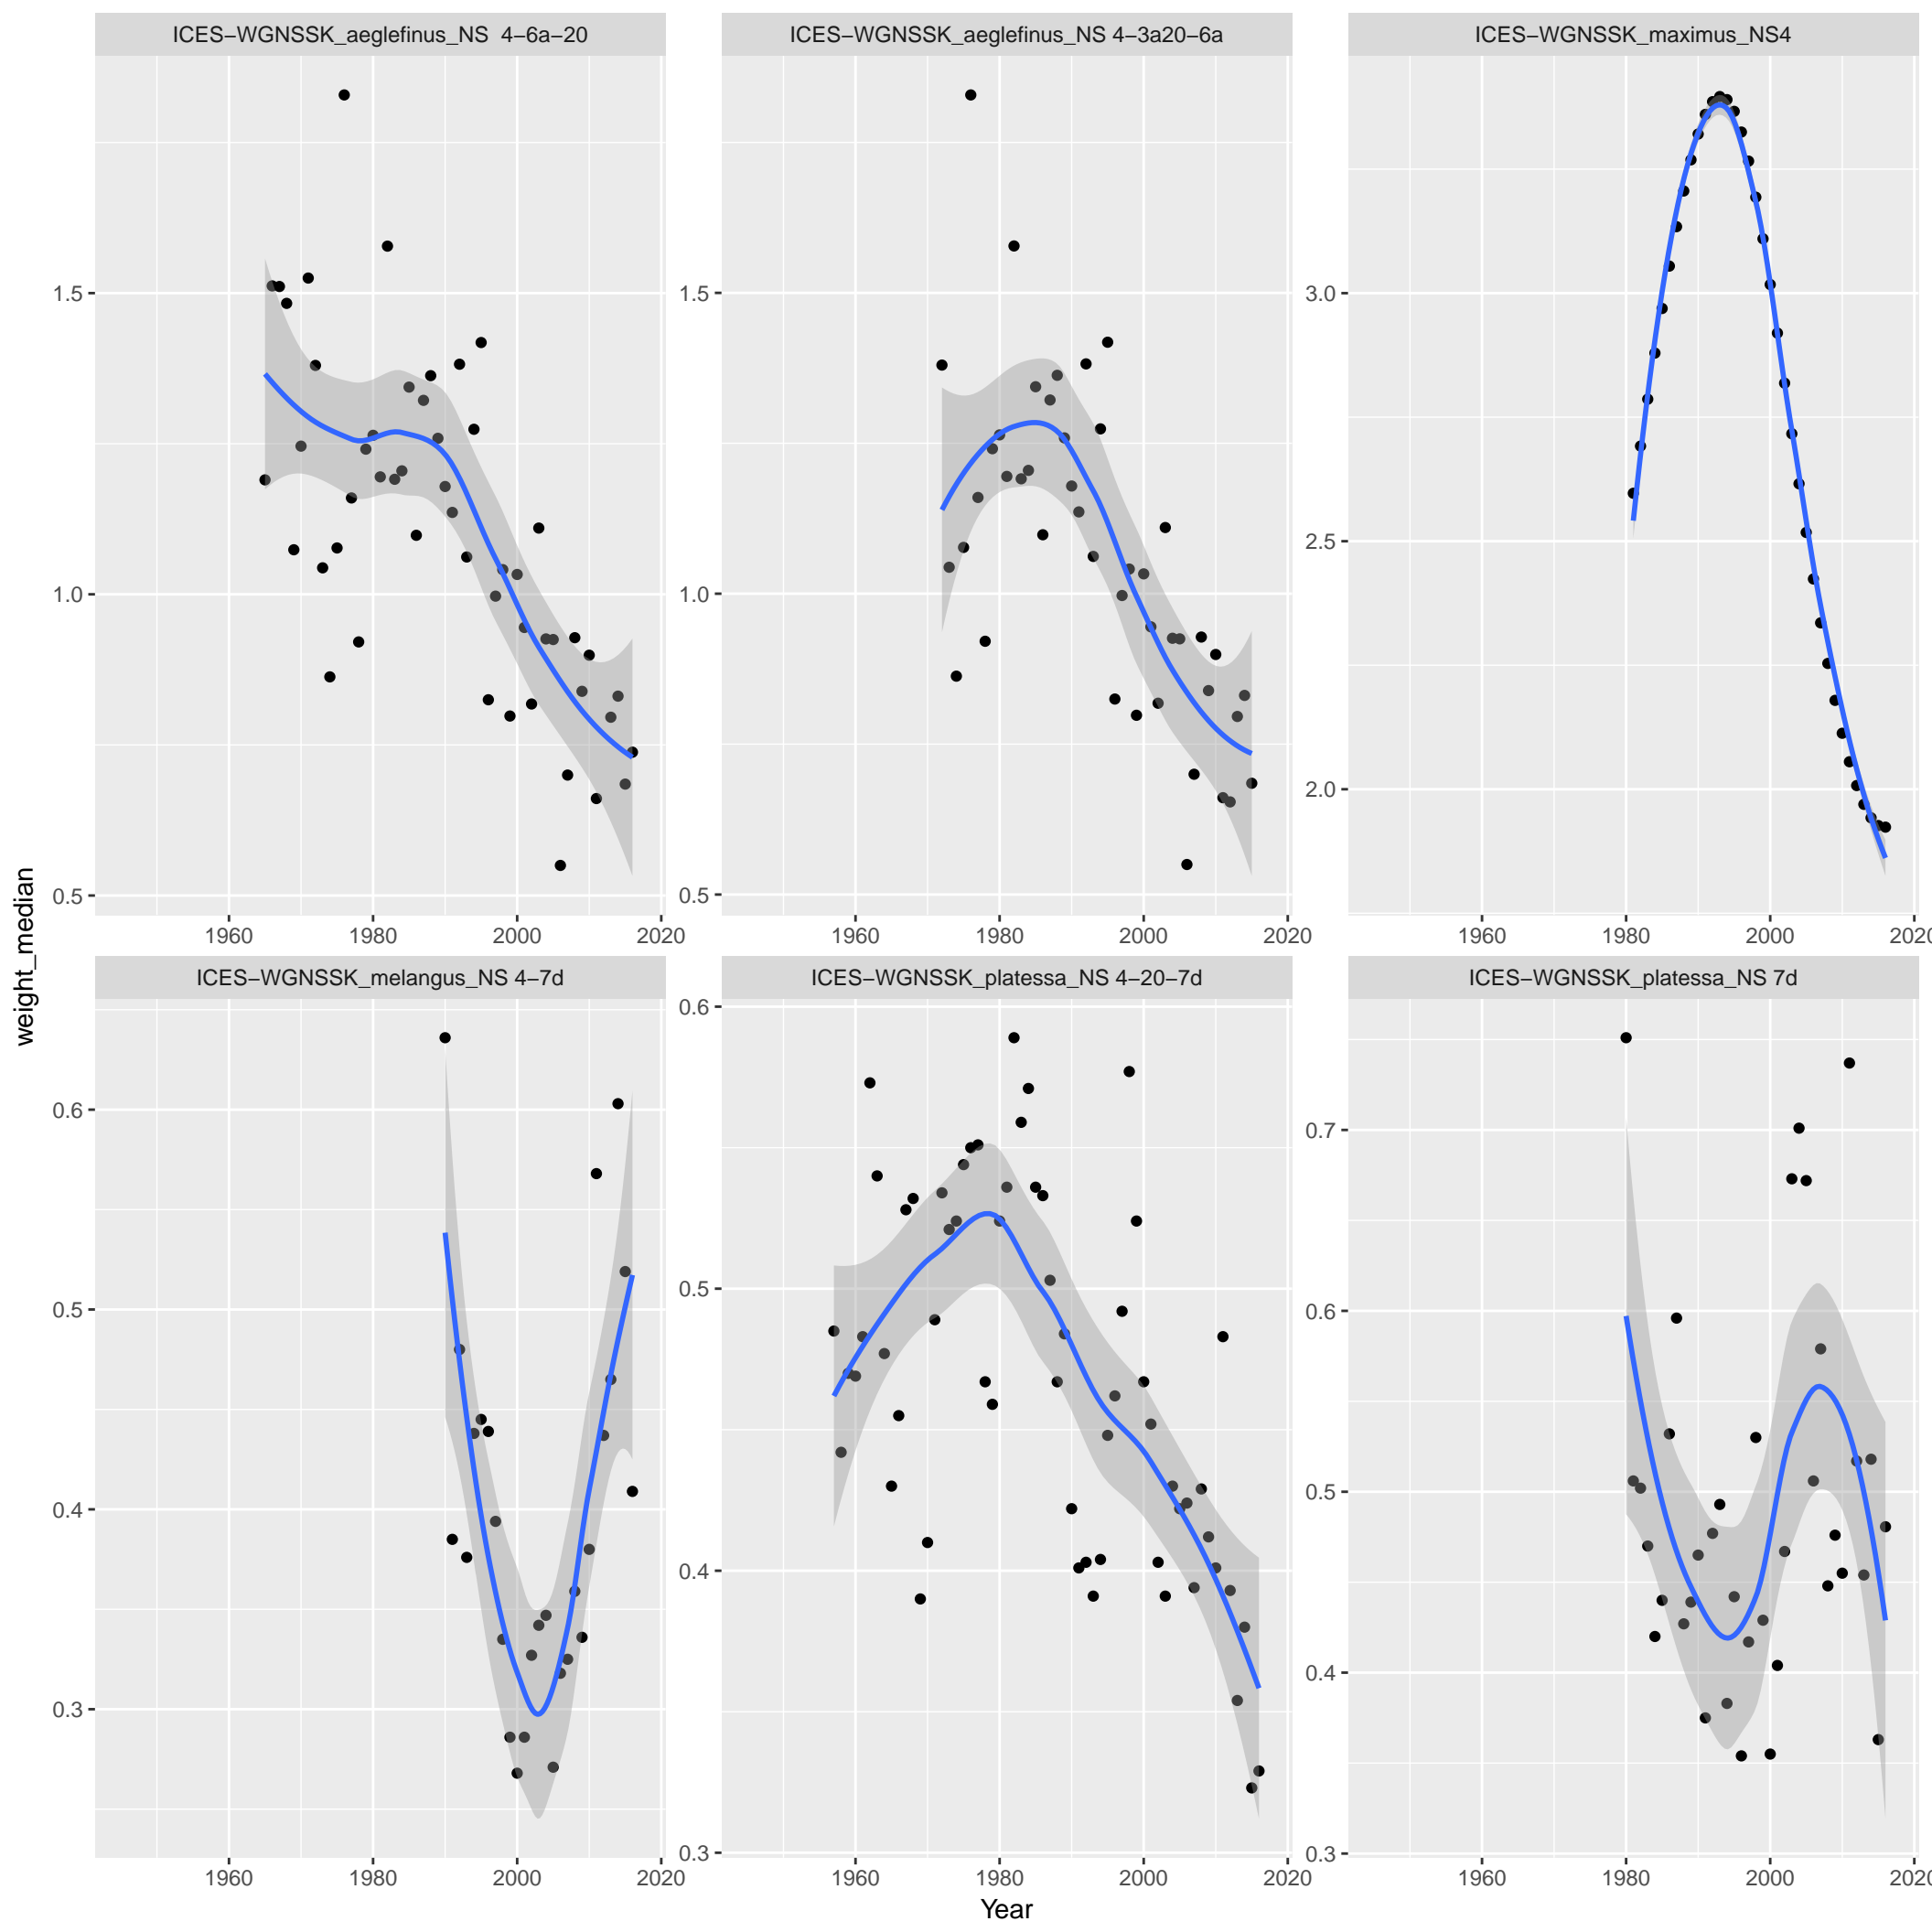 ICES−WGNSSK_aeglefinus_NS  4−6a−20
ICES−WGNSSK_aeglefinus_NS 4−3a20−6a
ICES−WGNSSK_maximus_NS4
1.5
1.0
0.5
1.5
1.0
0.5
3.0
2.5
2.0
1960 1980 2000 2020
1960 1980 2000 2020
1960 1980 2000 202
weight_median
ICES−WGNSSK_melangus_NS 4−7d
ICES−WGNSSK_platessa_NS 4−20−7d
ICES−WGNSSK_platessa_NS 7d
0.6
0.5
0.4
0.3
0.6
0.5
0.4
0.3
0.7
0.6
0.5
0.4
0.3
1960 1980 2000 2020
1960 1980 2000 2020
1960 1980 2000 202
Year